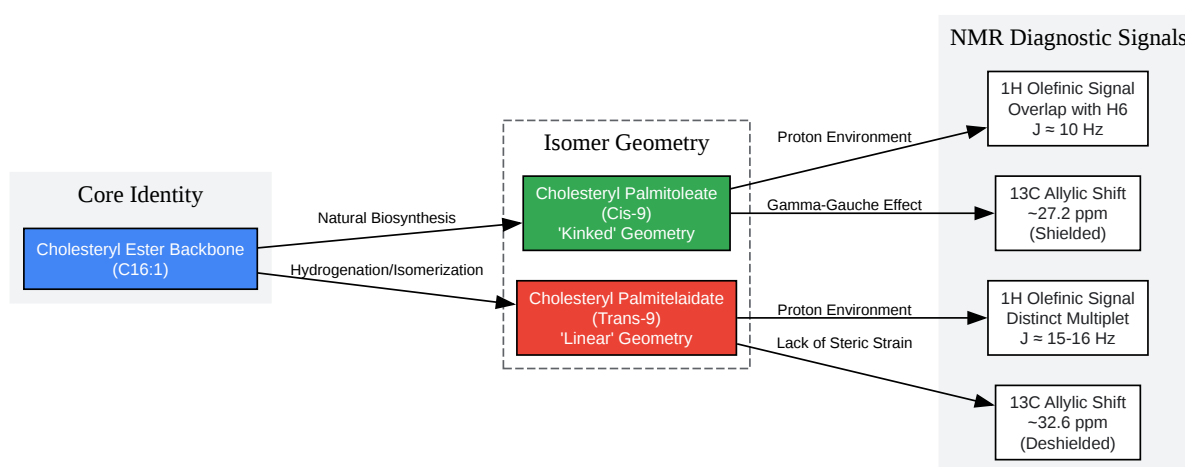 Core Identity
Cholesteryl Ester Backbone
(C16:1)
Natural Biosynthesis
Hydrogenation/Isomerization
Isomer Geometry
Cholesteryl Palmitoleate
(Cis-9)
'Kinked' Geometry
Cholesteryl Palmitelaidate
(Trans-9)
'Linear' Geometry
Proton Environment
Gamma-Gauche Effect
Proton Environment
Lack of Steric Strain
NMR Diagnostic Signals
1H Olefinic Signal
Overlap with H6
J ≈ 10 Hz
13C Allylic Shift
~27.2 ppm
(Shielded)
1H Olefinic Signal
Distinct Multiplet
J ≈ 15-16 Hz
13C Allylic Shift
~32.6 ppm
(Deshielded)